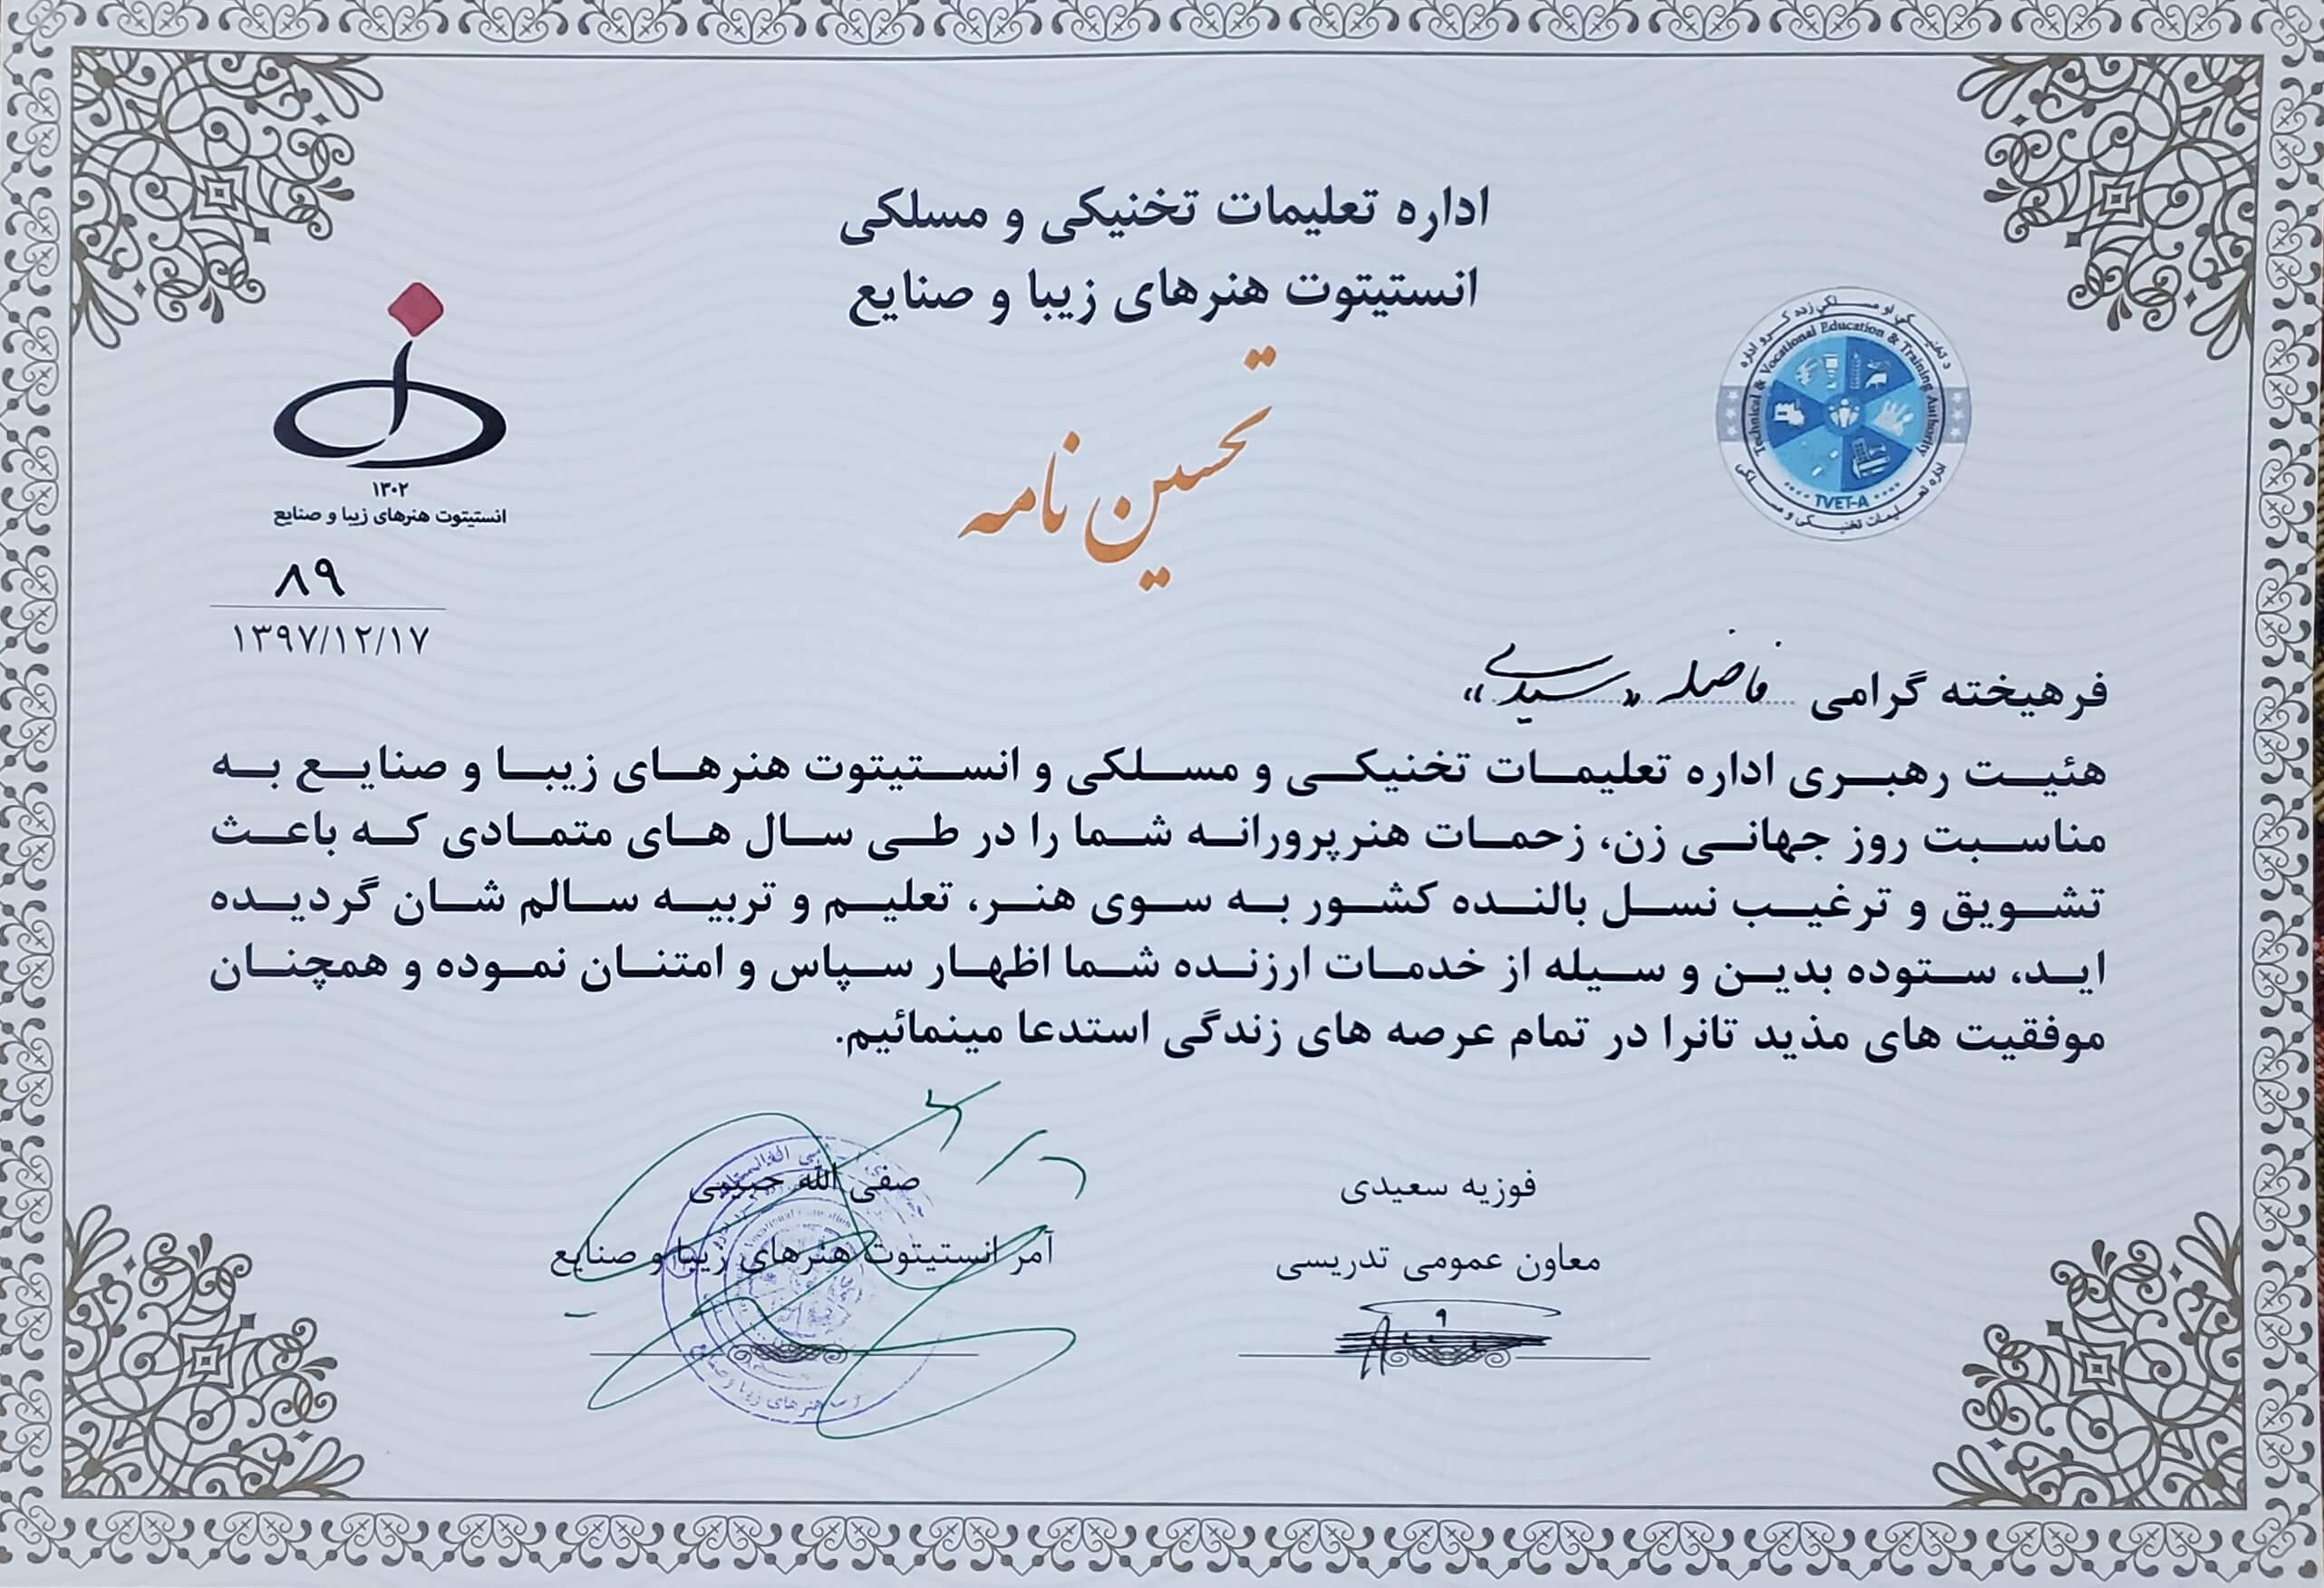 اداره تعلیمات تخنیکی و مسلکی
انستیتوت هنرهای زیبا و صنایع
تحسین نامه
د تخنیکي او مسلکي زده کړو اداره
Technical & Vocational Education & Training Authority
TVET-A
اداره تعلیمات تخنیکی و مسلکی
۱۳۰۲
انستیتوت هنرهای زیبا و صنایع
۸۹
۱۳۹۷/۱۲/۱۷
فرهیخته گرامی فاضله «سیدی»
هئیت رهبری اداره تعلیمات تخنیکی و مسلکی و انستیتوت هنرهای زیبا و صنایع به
مناسبت روز جهانی زن، زحمات هنرپرورانه شما را در طی سال های متمادی که باعث
تشویق و ترغیب نسل بالنده کشور به سوی هنر، تعلیم و تربیه سالم شان گردیده
اید، ستوده بدین و سیله از خدمات ارزنده شما اظهار سپاس و امتنان نموده و همچنان
موفقیت های مذید تانرا در تمام عرصه های زندگی استدعا مینمائیم.
فوزیه سعیدی
معاون عمومی تدریسی
صفی الله حبیبی
آمر انستیتوت هنرهای زیبا و صنایع
هنرهای زیبا و صنایع